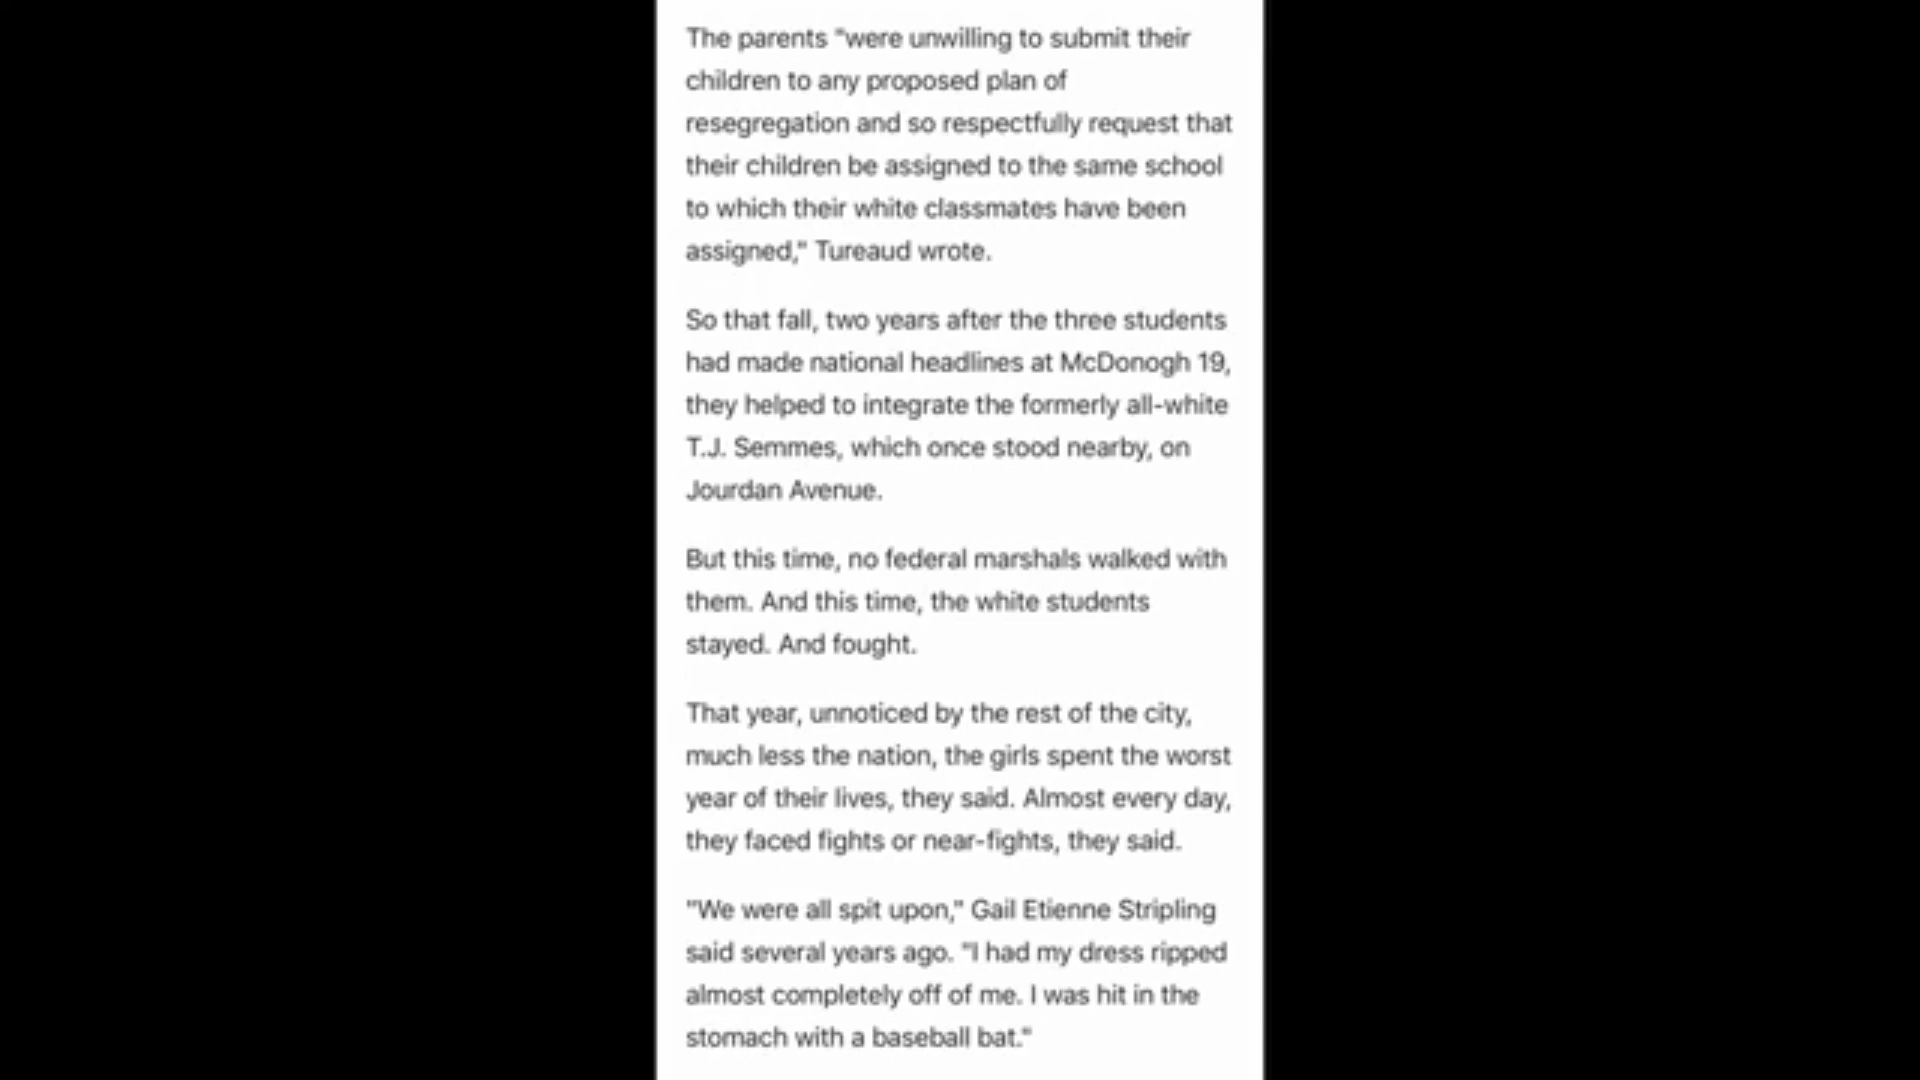 The parents "were unwilling to submit their
children to any proposed plan of
resegregation and so respectfully request that
their children be assigned to the same school
to which their white classmates have been
assigned," Tureaud wrote.
So that fall, two years after the three students
had made national headlines at McDonogh 19,
they helped to integrate the formerly all-white
T.J. Semmes, which once stood nearby, on
Jourdan Avenue.
But this time, no federal marshals walked with
them. And this time, the white students
stayed. And fought.
That year, unnoticed by the rest of the city,
much less the nation, the girls spent the worst
year of their lives, they said. Almost every day,
they faced fights or near-fights, they said.
"We were all spit upon," Gail Etienne Stripling
said several years ago. "I had my dress ripped
almost completely off of me. I was hit in the
stomach with a baseball bat."